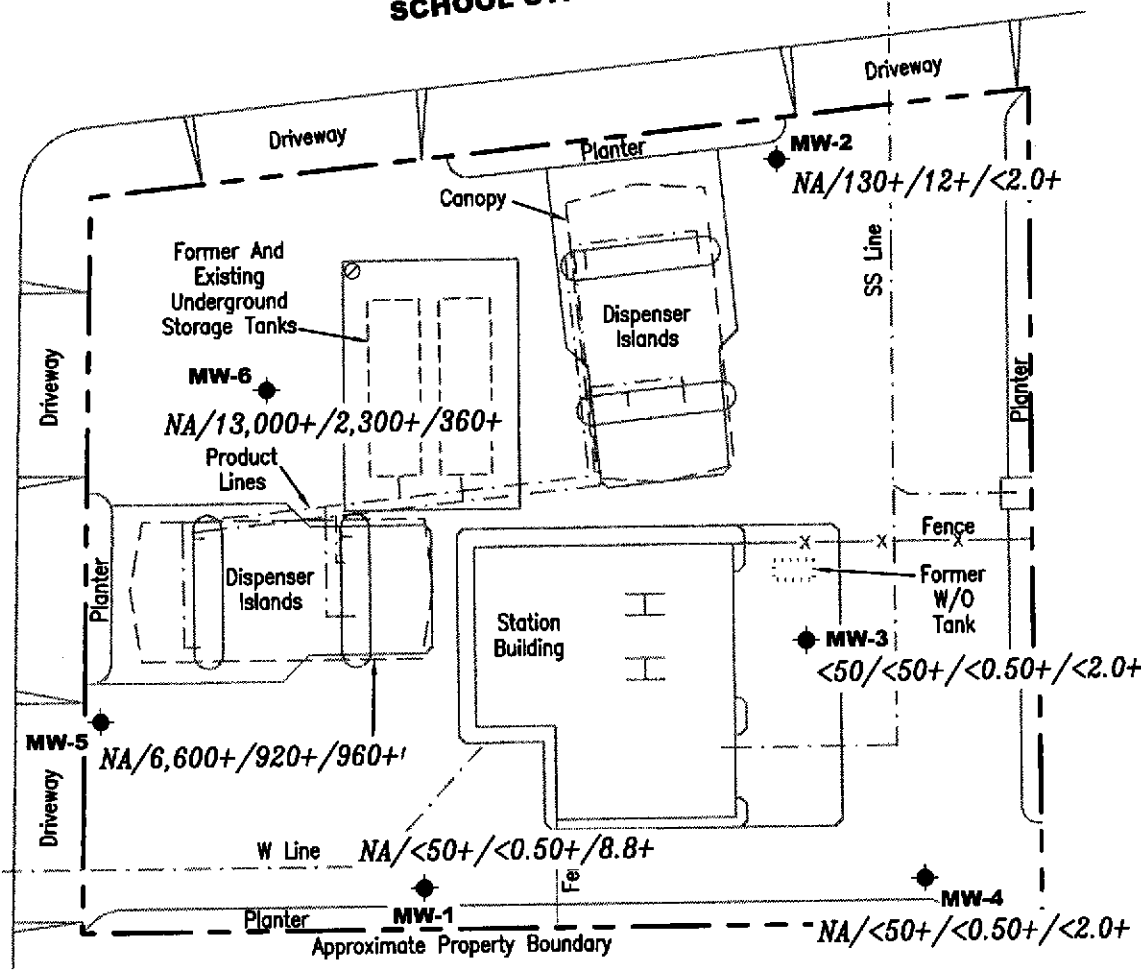 SCHOOL
Driveway
Driveway
Planter
MW-2
NA/130+/12+/<2.0+
Canopy
Former And
Existing
Underground
Storage Tanks
SS Line
Dispenser
Islands
Driveway
MW-6
NA/13,000+/2,300+/360+
Planter
Product
Lines
Fence
x x x
Planter
Dispenser
Islands
Former
W/O
Tank
Station
Building
MW-3
<50/<50+/<0.50+/<2.0+
MW-5
NA/6,600+/920+/960+
Driveway
W Line
NA/<50+/<0.50+/8.8+
MW-1
MW-4
Planter
NA/<50+/<0.50+/<2.0+
Approximate Property Boundary